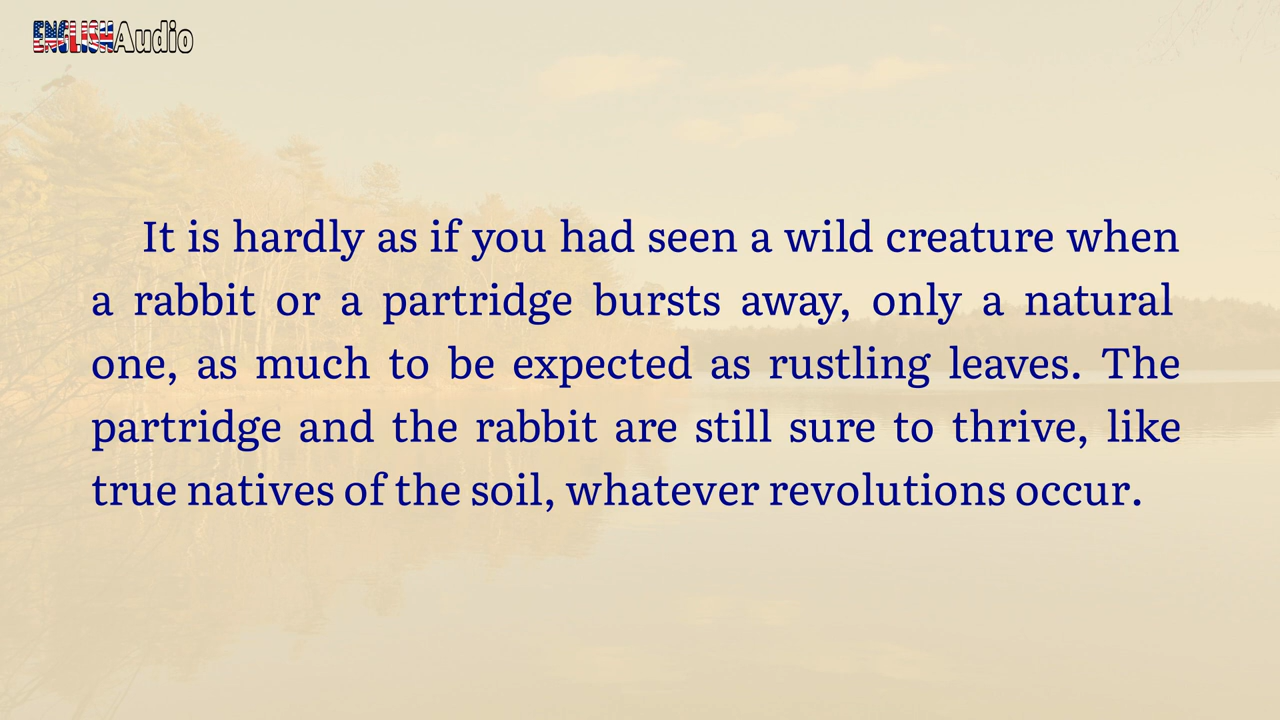 ENGLISHAudio
It is hardly as if you had seen a wild creature when
a rabbit or a partridge bursts away, only a natural
one, as much to be expected as rustling leaves. The
partridge and the rabbit are still sure to thrive, like
true natives of the soil, whatever revolutions occur.